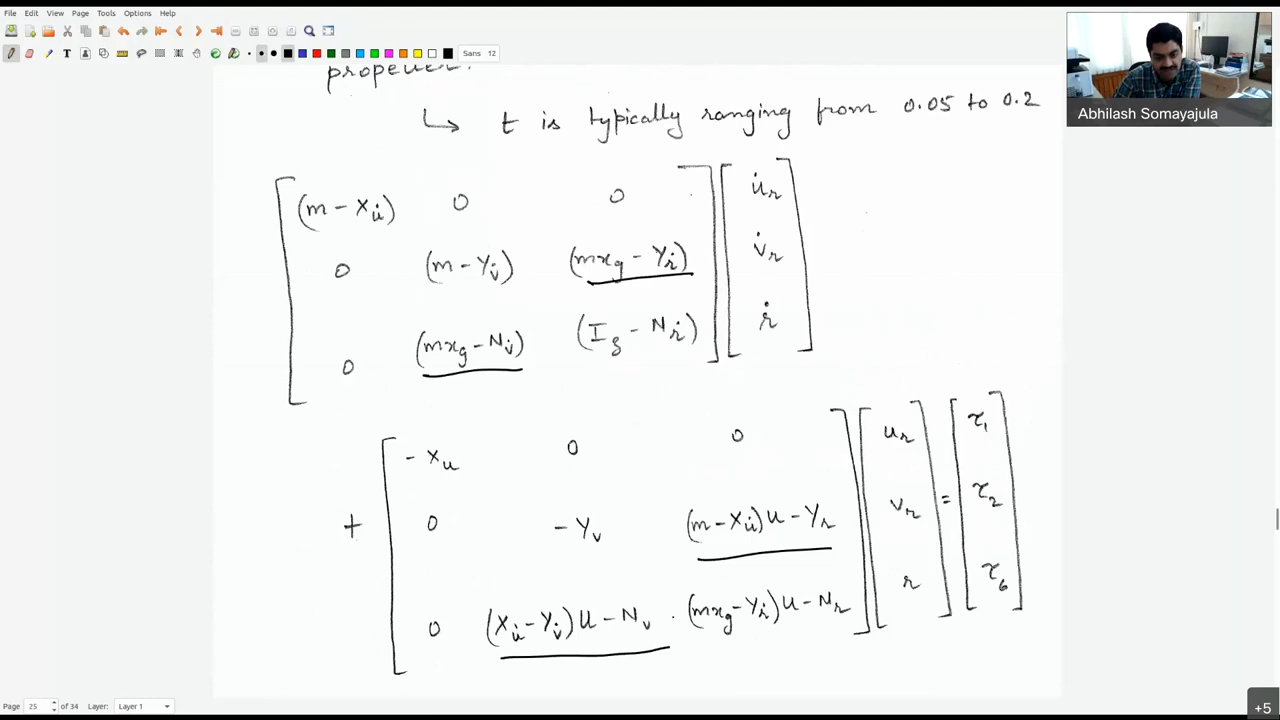 File Edit View Page Tools Options Help
Sans 12
propeller.
↳ t is typically ranging from 0.05 to 0.2
[ (m - X_u̇) 0 0 ] [ u̇_r ]
[ 0 (m - Y_v̇) (mx_g - Y_ṙ) ] [ v̇_r ]
[ 0 (mx_g - N_v̇) (I_z - N_ṙ) ] [ ṙ ]
+ [ - X_u 0 0 ] [ u_r ] = [ τ_1 ]
[ 0 - Y_v (m - X_u̇)U - Y_r ] [ v_r ] [ τ_2 ]
[ 0 (X_u̇ - Y_v̇)U - N_v (mx_g - Y_ṙ)U - N_r ] [ r ] [ τ_6 ]
Abhilash Somayajula
Page 25 of 34 Layer: Layer 1
+5